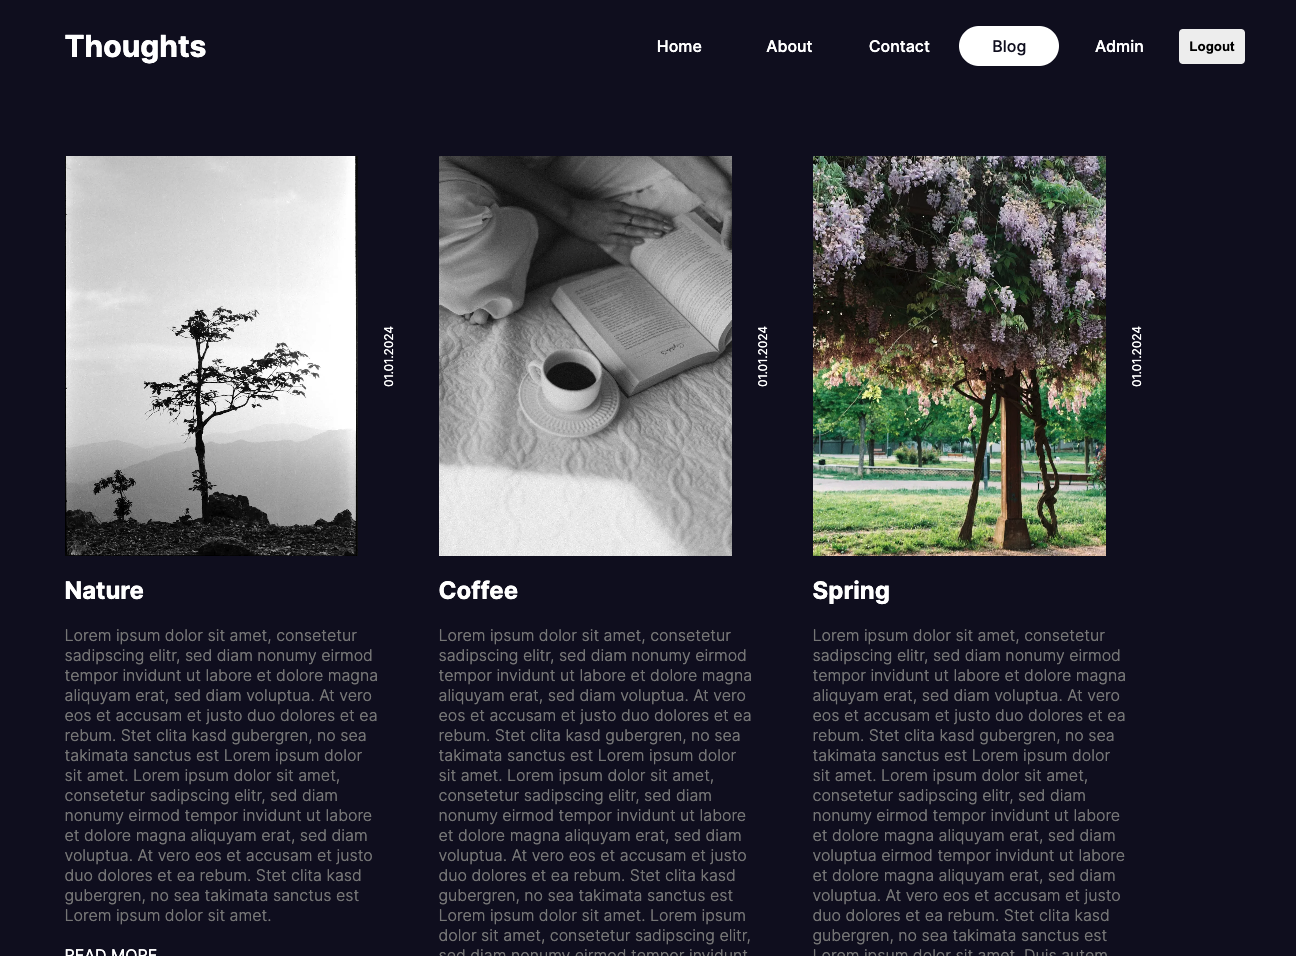 Thoughts
Home
About
Contact
Blog
Admin
Logout
01.01.2024
01.01.2024
01.01.2024
Nature
Lorem ipsum dolor sit amet, consetetur
sadipscing elitr, sed diam nonumy eirmod
tempor invidunt ut labore et dolore magna
aliquyam erat, sed diam voluptua. At vero
eos et accusam et justo duo dolores et ea
rebum. Stet clita kasd gubergren, no sea
takimata sanctus est Lorem ipsum dolor
sit amet. Lorem ipsum dolor sit amet,
consetetur sadipscing elitr, sed diam
nonumy eirmod tempor invidunt ut labore
et dolore magna aliquyam erat, sed diam
voluptua. At vero eos et accusam et justo
duo dolores et ea rebum. Stet clita kasd
gubergren, no sea takimata sanctus est
Lorem ipsum dolor sit amet.
READ MORE
Coffee
Lorem ipsum dolor sit amet, consetetur
sadipscing elitr, sed diam nonumy eirmod
tempor invidunt ut labore et dolore magna
aliquyam erat, sed diam voluptua. At vero
eos et accusam et justo duo dolores et ea
rebum. Stet clita kasd gubergren, no sea
takimata sanctus est Lorem ipsum dolor
sit amet. Lorem ipsum dolor sit amet,
consetetur sadipscing elitr, sed diam
nonumy eirmod tempor invidunt ut labore
et dolore magna aliquyam erat, sed diam
voluptua. At vero eos et accusam et justo
duo dolores et ea rebum. Stet clita kasd
gubergren, no sea takimata sanctus est
Lorem ipsum dolor sit amet. Lorem ipsum
dolor sit amet, consetetur sadipscing elitr,
sed diam nonumy eirmod tempor invidunt
Spring
Lorem ipsum dolor sit amet, consetetur
sadipscing elitr, sed diam nonumy eirmod
tempor invidunt ut labore et dolore magna
aliquyam erat, sed diam voluptua. At vero
eos et accusam et justo duo dolores et ea
rebum. Stet clita kasd gubergren, no sea
takimata sanctus est Lorem ipsum dolor
sit amet. Lorem ipsum dolor sit amet,
consetetur sadipscing elitr, sed diam
nonumy eirmod tempor invidunt ut labore
et dolore magna aliquyam erat, sed diam
voluptua eirmod tempor invidunt ut labore
et dolore magna aliquyam erat, sed diam
voluptua. At vero eos et accusam et justo
duo dolores et ea rebum. Stet clita kasd
gubergren, no sea takimata sanctus est
Lorem ipsum dolor sit amet. Duis autem